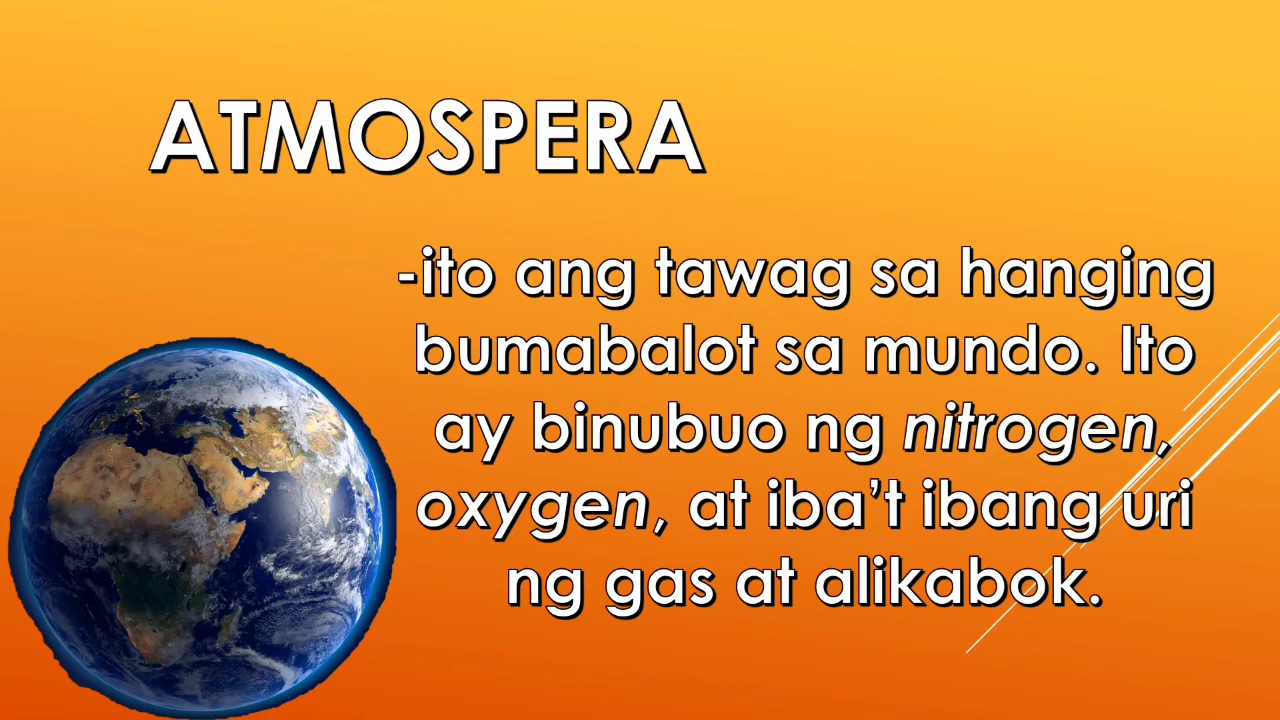 ATMOSPERA
-ito ang tawag sa hanging
bumabalot sa mundo. Ito
ay binubuo ng nitrogen,
oxygen, at iba’t ibang uri
ng gas at alikabok.